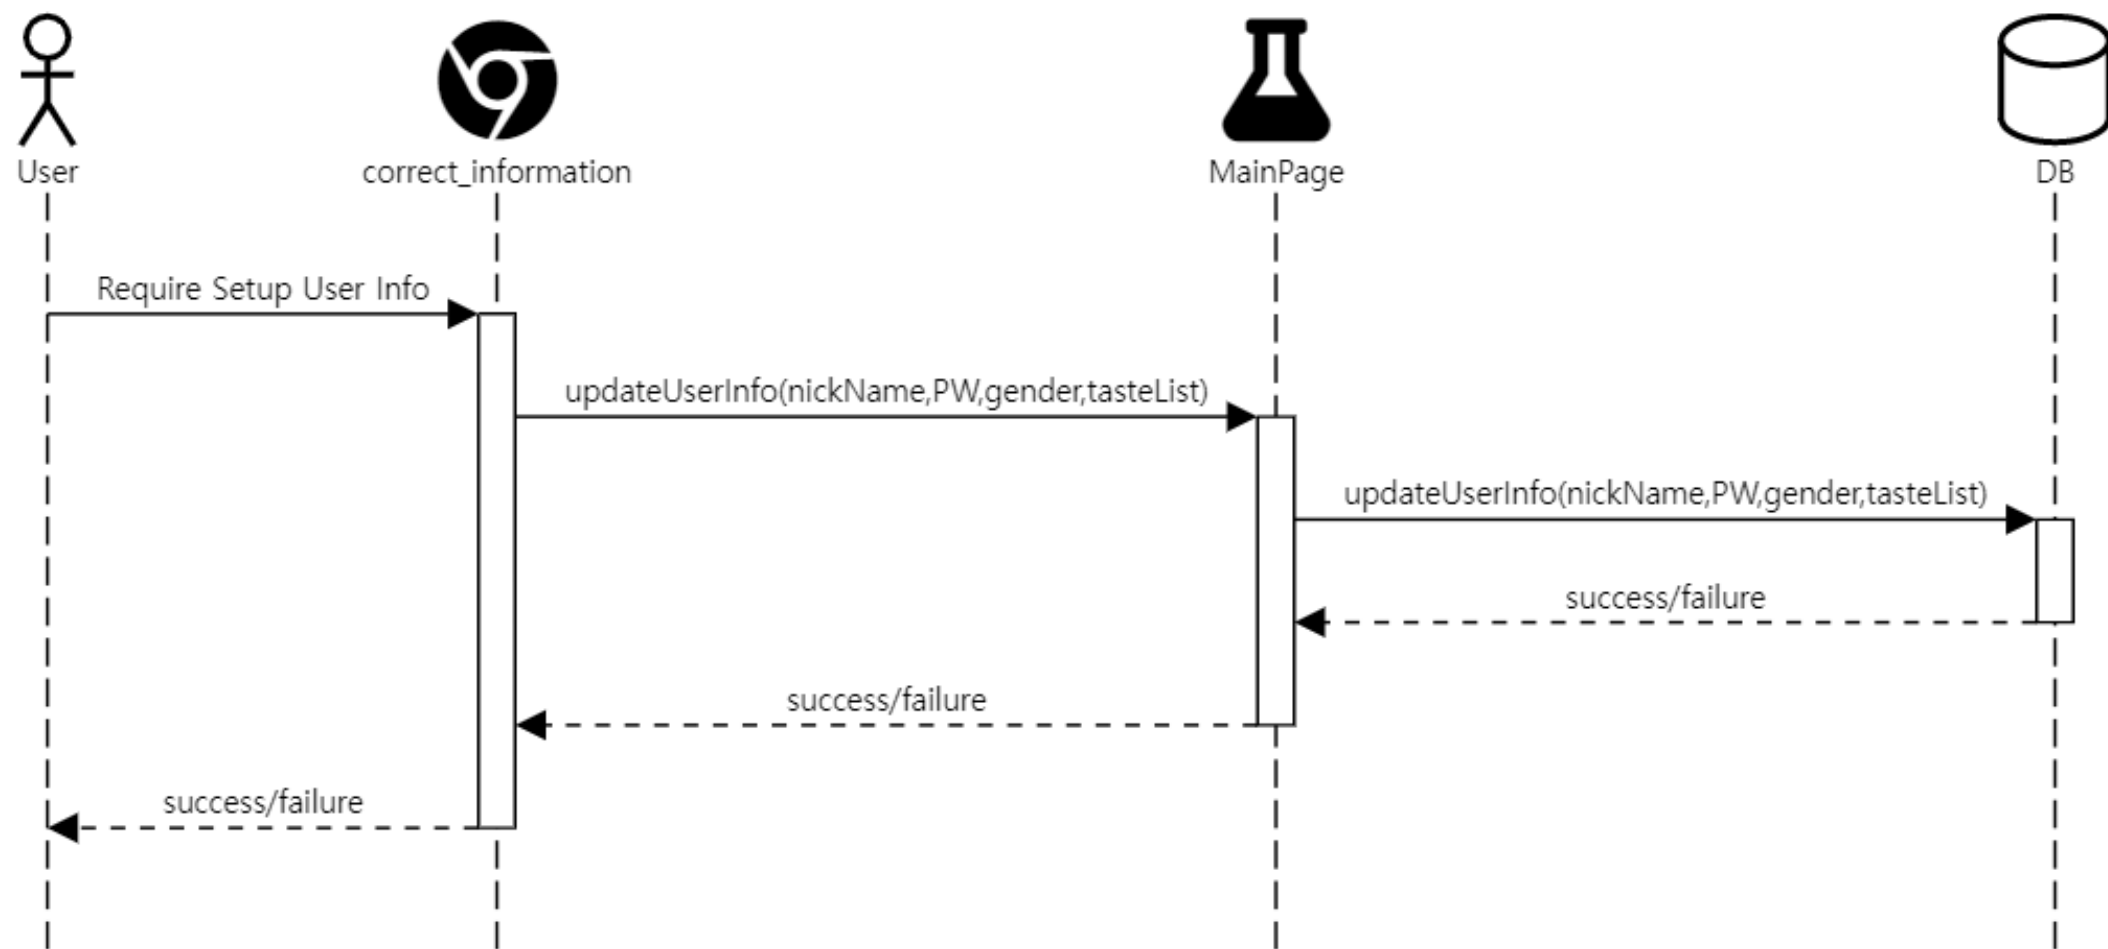 User
correct_information
MainPage
DB
Require Setup User Info
updateUserInfo(nickName,PW,gender,tasteList)
updateUserInfo(nickName,PW,gender,tasteList)
success/failure
success/failure
success/failure